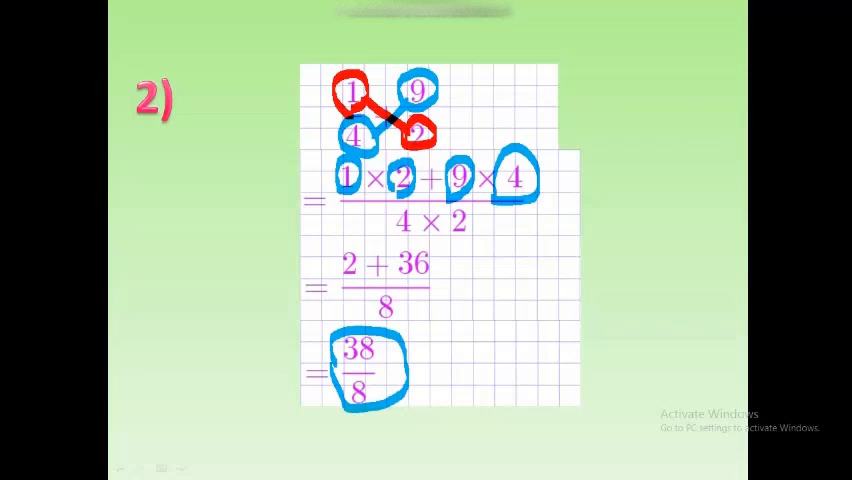 2)
1/4 + 9/2
= (1 × 2 + 9 × 4)/(4 × 2)
= (2 + 36)/8
= 38/8
Activate Windows
Go to PC settings to activate Windows.